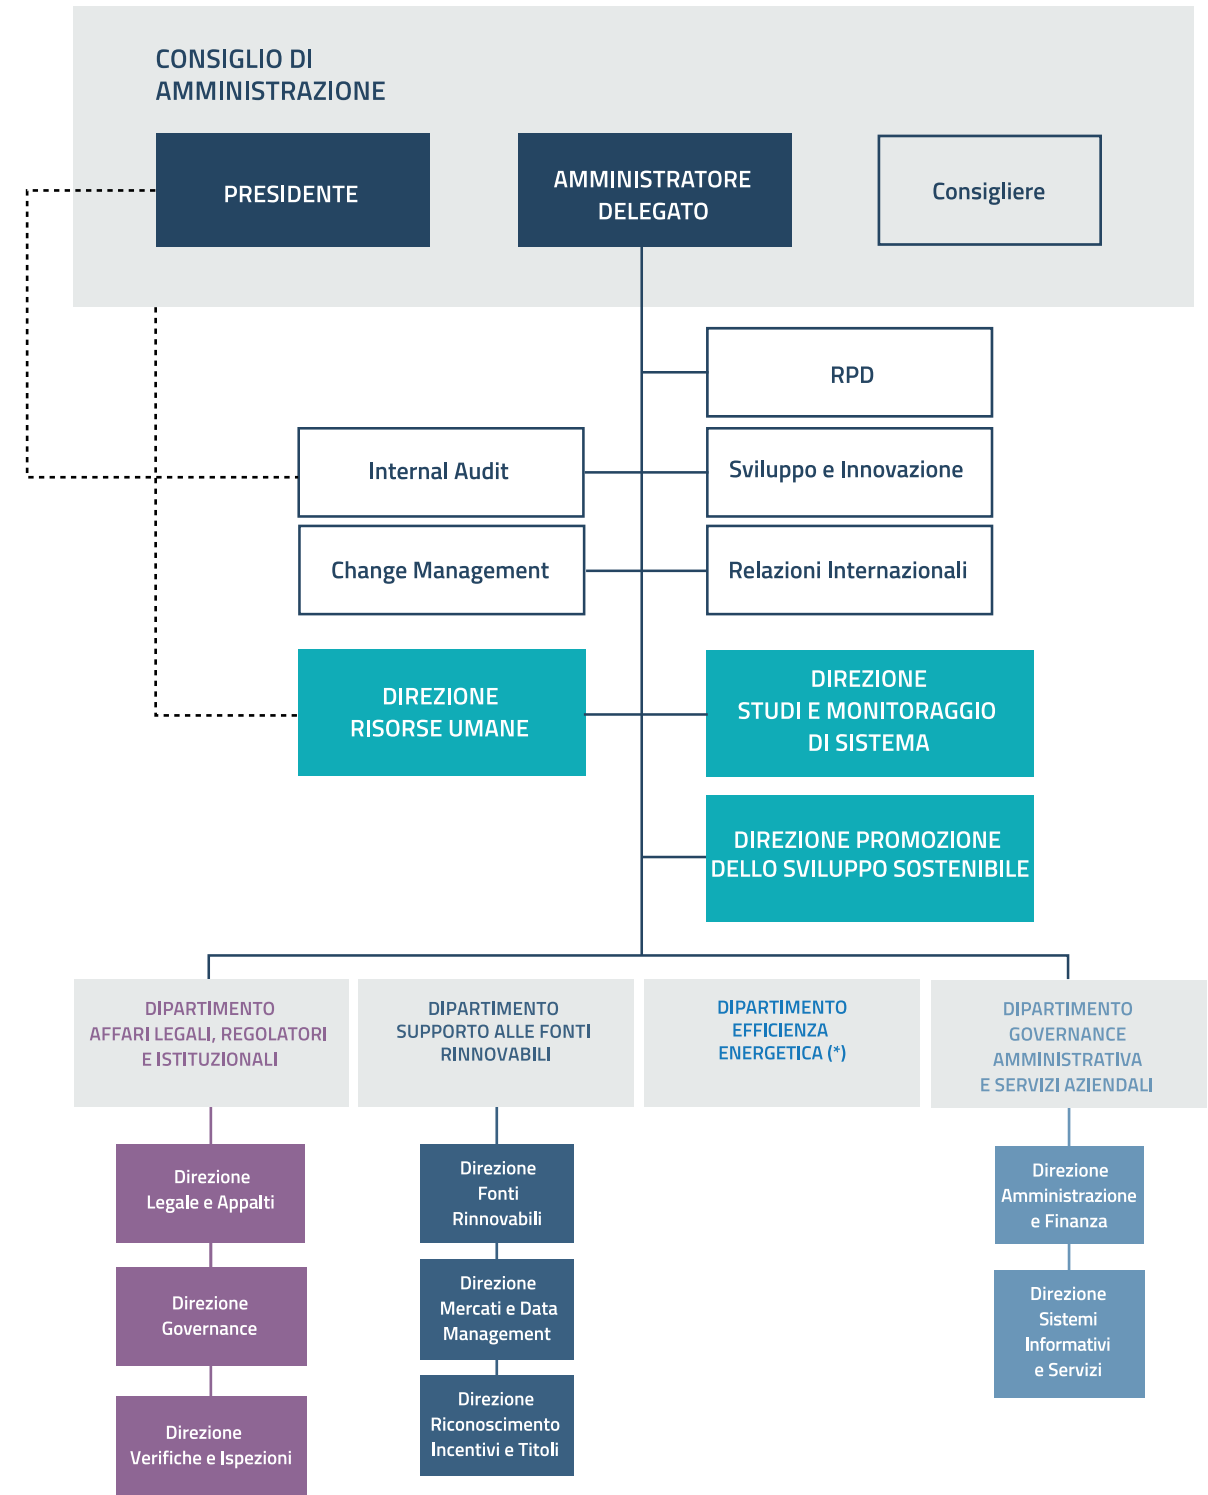 CONSIGLIO DI
AMMINISTRAZIONE
PRESIDENTE
AMMINISTRATORE
DELEGATO
Consigliere
RPD
Internal Audit
Sviluppo e Innovazione
Change Management
Relazioni Internazionali
DIREZIONE
RISORSE UMANE
DIREZIONE
STUDI E MONITORAGGIO
DI SISTEMA
DIREZIONE PROMOZIONE
DELLO SVILUPPO SOSTENIBILE
DIPARTIMENTO
AFFARI LEGALI, REGOLATORI
E ISTITUZIONALI
DIPARTIMENTO
SUPPORTO ALLE FONTI
RINNOVABILI
DIPARTIMENTO
EFFICIENZA
ENERGETICA (*)
DIPARTIMENTO
GOVERNANCE
AMMINISTRATIVA
E SERVIZI AZIENDALI
Direzione
Legale e Appalti
Direzione
Governance
Direzione
Verifiche e Ispezioni
Direzione
Fonti
Rinnovabili
Direzione
Mercati e Data
Management
Direzione
Riconoscimento
Incentivi e Titoli
Direzione
Amministrazione
e Finanza
Direzione
Sistemi
Informativi
e Servizi